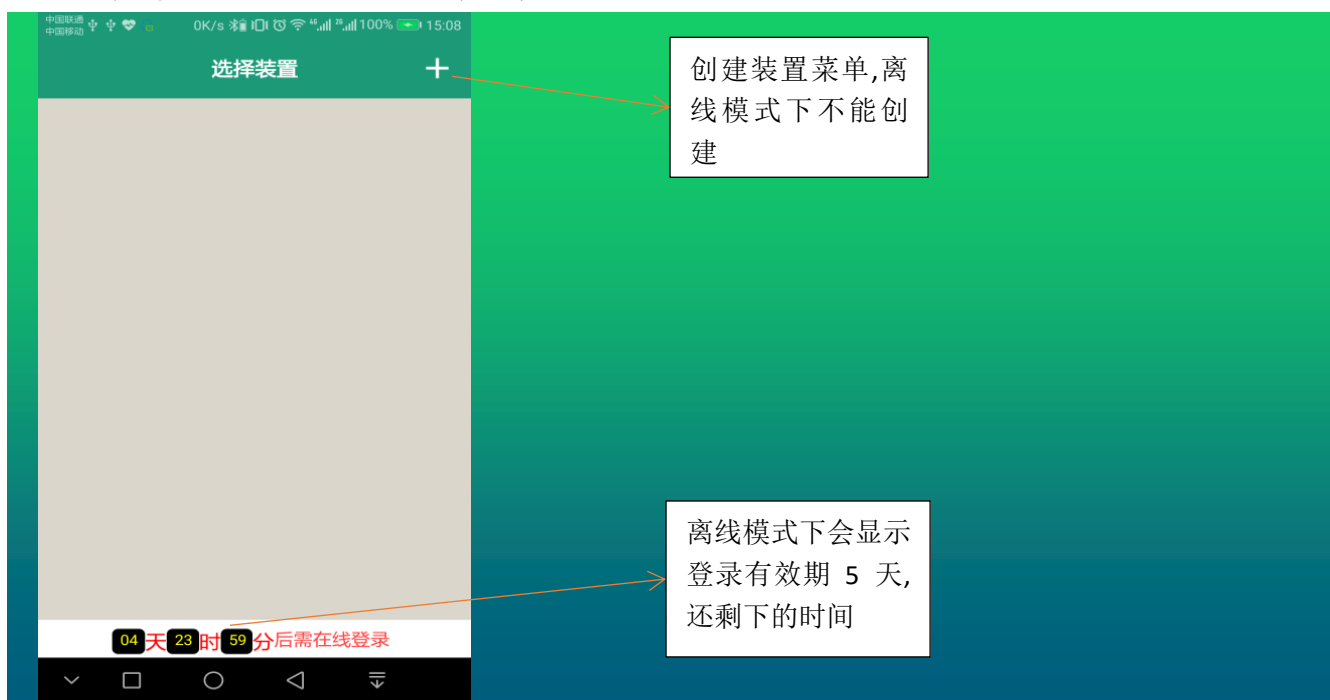 中国联通
中国移动
0K/s 4G 2G 100% 15:08
选择装置
创建装置菜单,离
线模式下不能创
建
离线模式下会显示
登录有效期 5 天,
还剩下的时间
04天23时59分后需在线登录